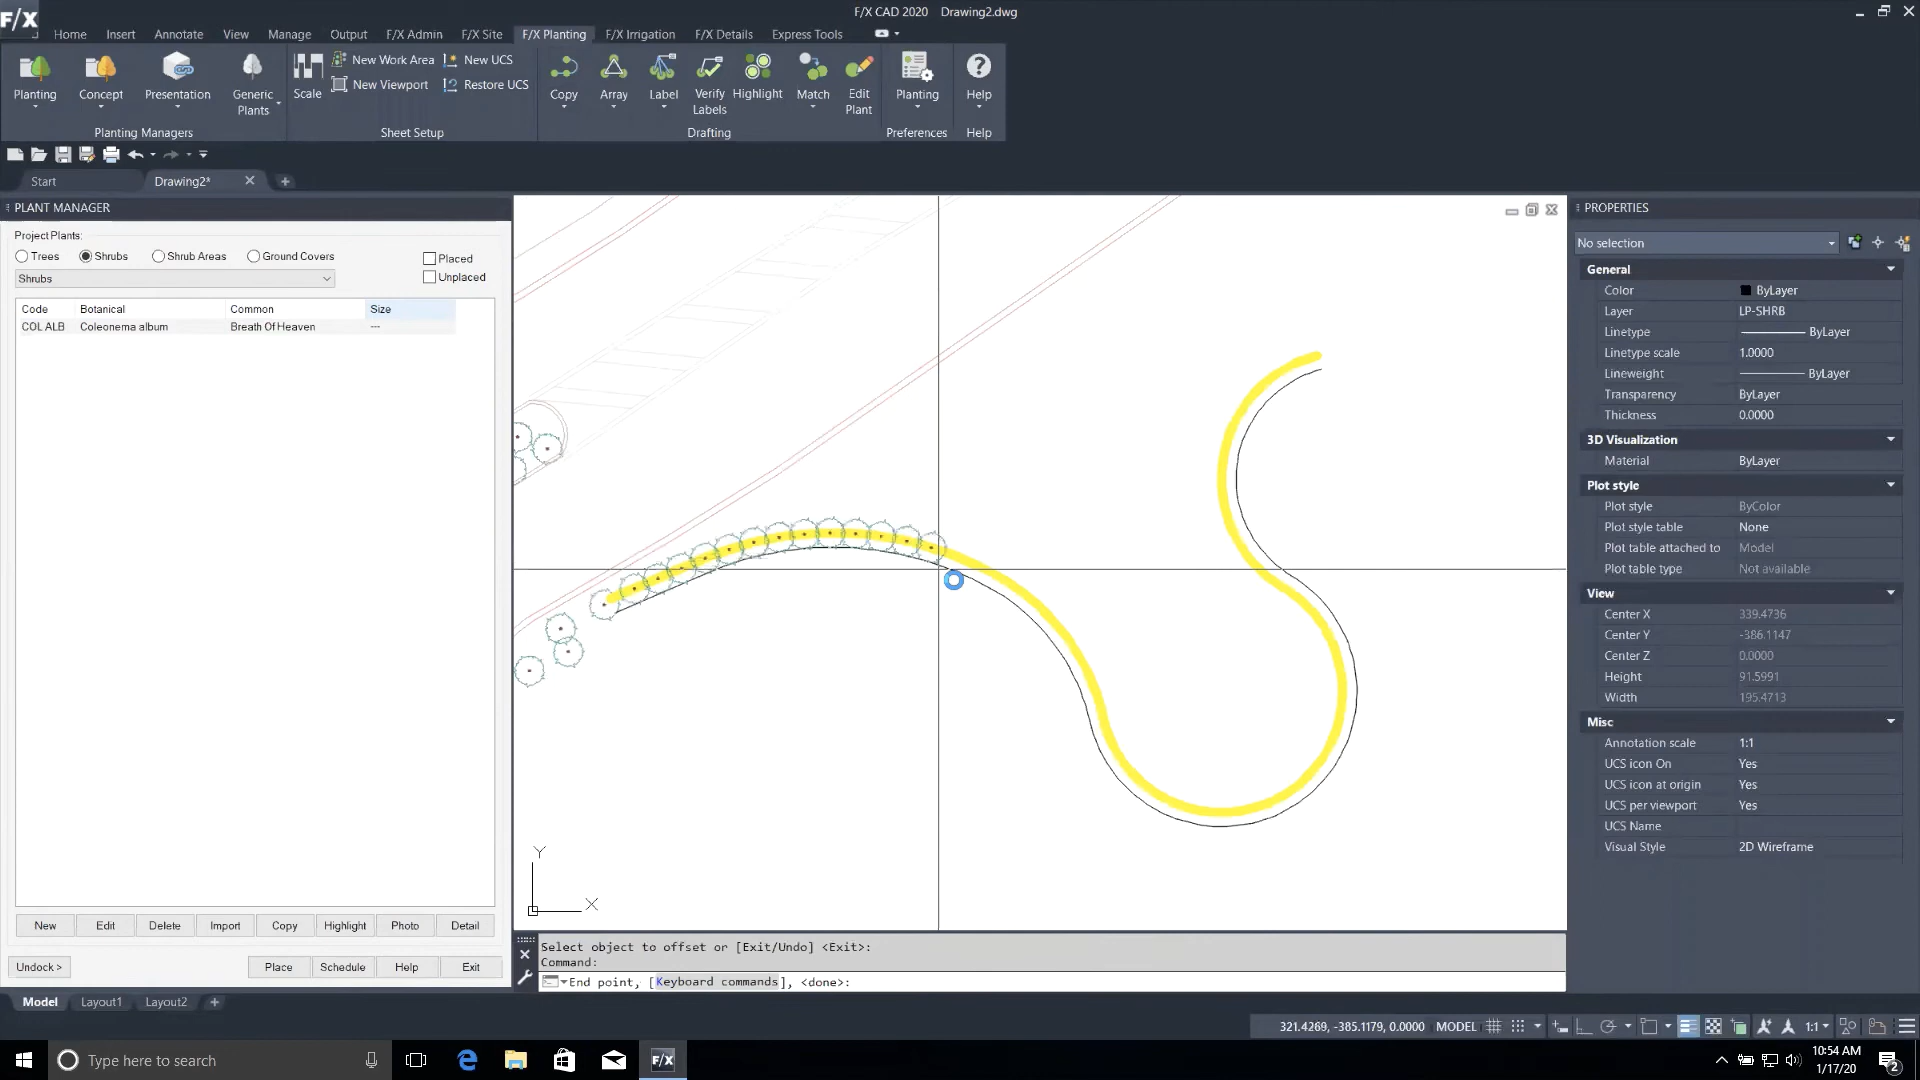 F/X
F/X CAD 2020 Drawing2.dwg
Home Insert Annotate View Manage Output F/X Admin F/X Site F/X Planting F/X Irrigation F/X Details Express Tools
Planting
Concept
Presentation
Generic
Plants
Planting Managers
Scale
New Work Area
New UCS
New Viewport
Restore UCS
Sheet Setup
Copy
Array
Label
Verify
Labels
Highlight
Match
Edit
Plant
Drafting
Planting
Preferences
Help
Help
Start
Drawing2*
PLANT MANAGER
Project Plants:
Trees Shrubs Shrub Areas Ground Covers
Placed
Unplaced
Shrubs
Code Botanical Common Size
COL ALB Coleonema album Breath Of Heaven ---
New Edit Delete Import Copy Highlight Photo Detail
Undock > Place Schedule Help Exit
Y
X
Select object to offset or [Exit/Undo] <Exit>:
Command:
End point, [Keyboard commands], <done>:
PROPERTIES
No selection
General
Color ByLayer
Layer LP-SHRB
Linetype ByLayer
Linetype scale 1.0000
Lineweight ByLayer
Transparency ByLayer
Thickness 0.0000
3D Visualization
Material ByLayer
Plot style
Plot style ByColor
Plot style table None
Plot table attached to Model
Plot table type Not available
View
Center X 339.4736
Center Y -386.1147
Center Z 0.0000
Height 91.5991
Width 195.4713
Misc
Annotation scale 1:1
UCS icon On Yes
UCS icon at origin Yes
UCS per viewport Yes
UCS Name
Visual Style 2D Wireframe
Model Layout1 Layout2
321.4269, -385.1179, 0.0000 MODEL
1:1
Type here to search
F/X
10:54 AM
1/17/20
2